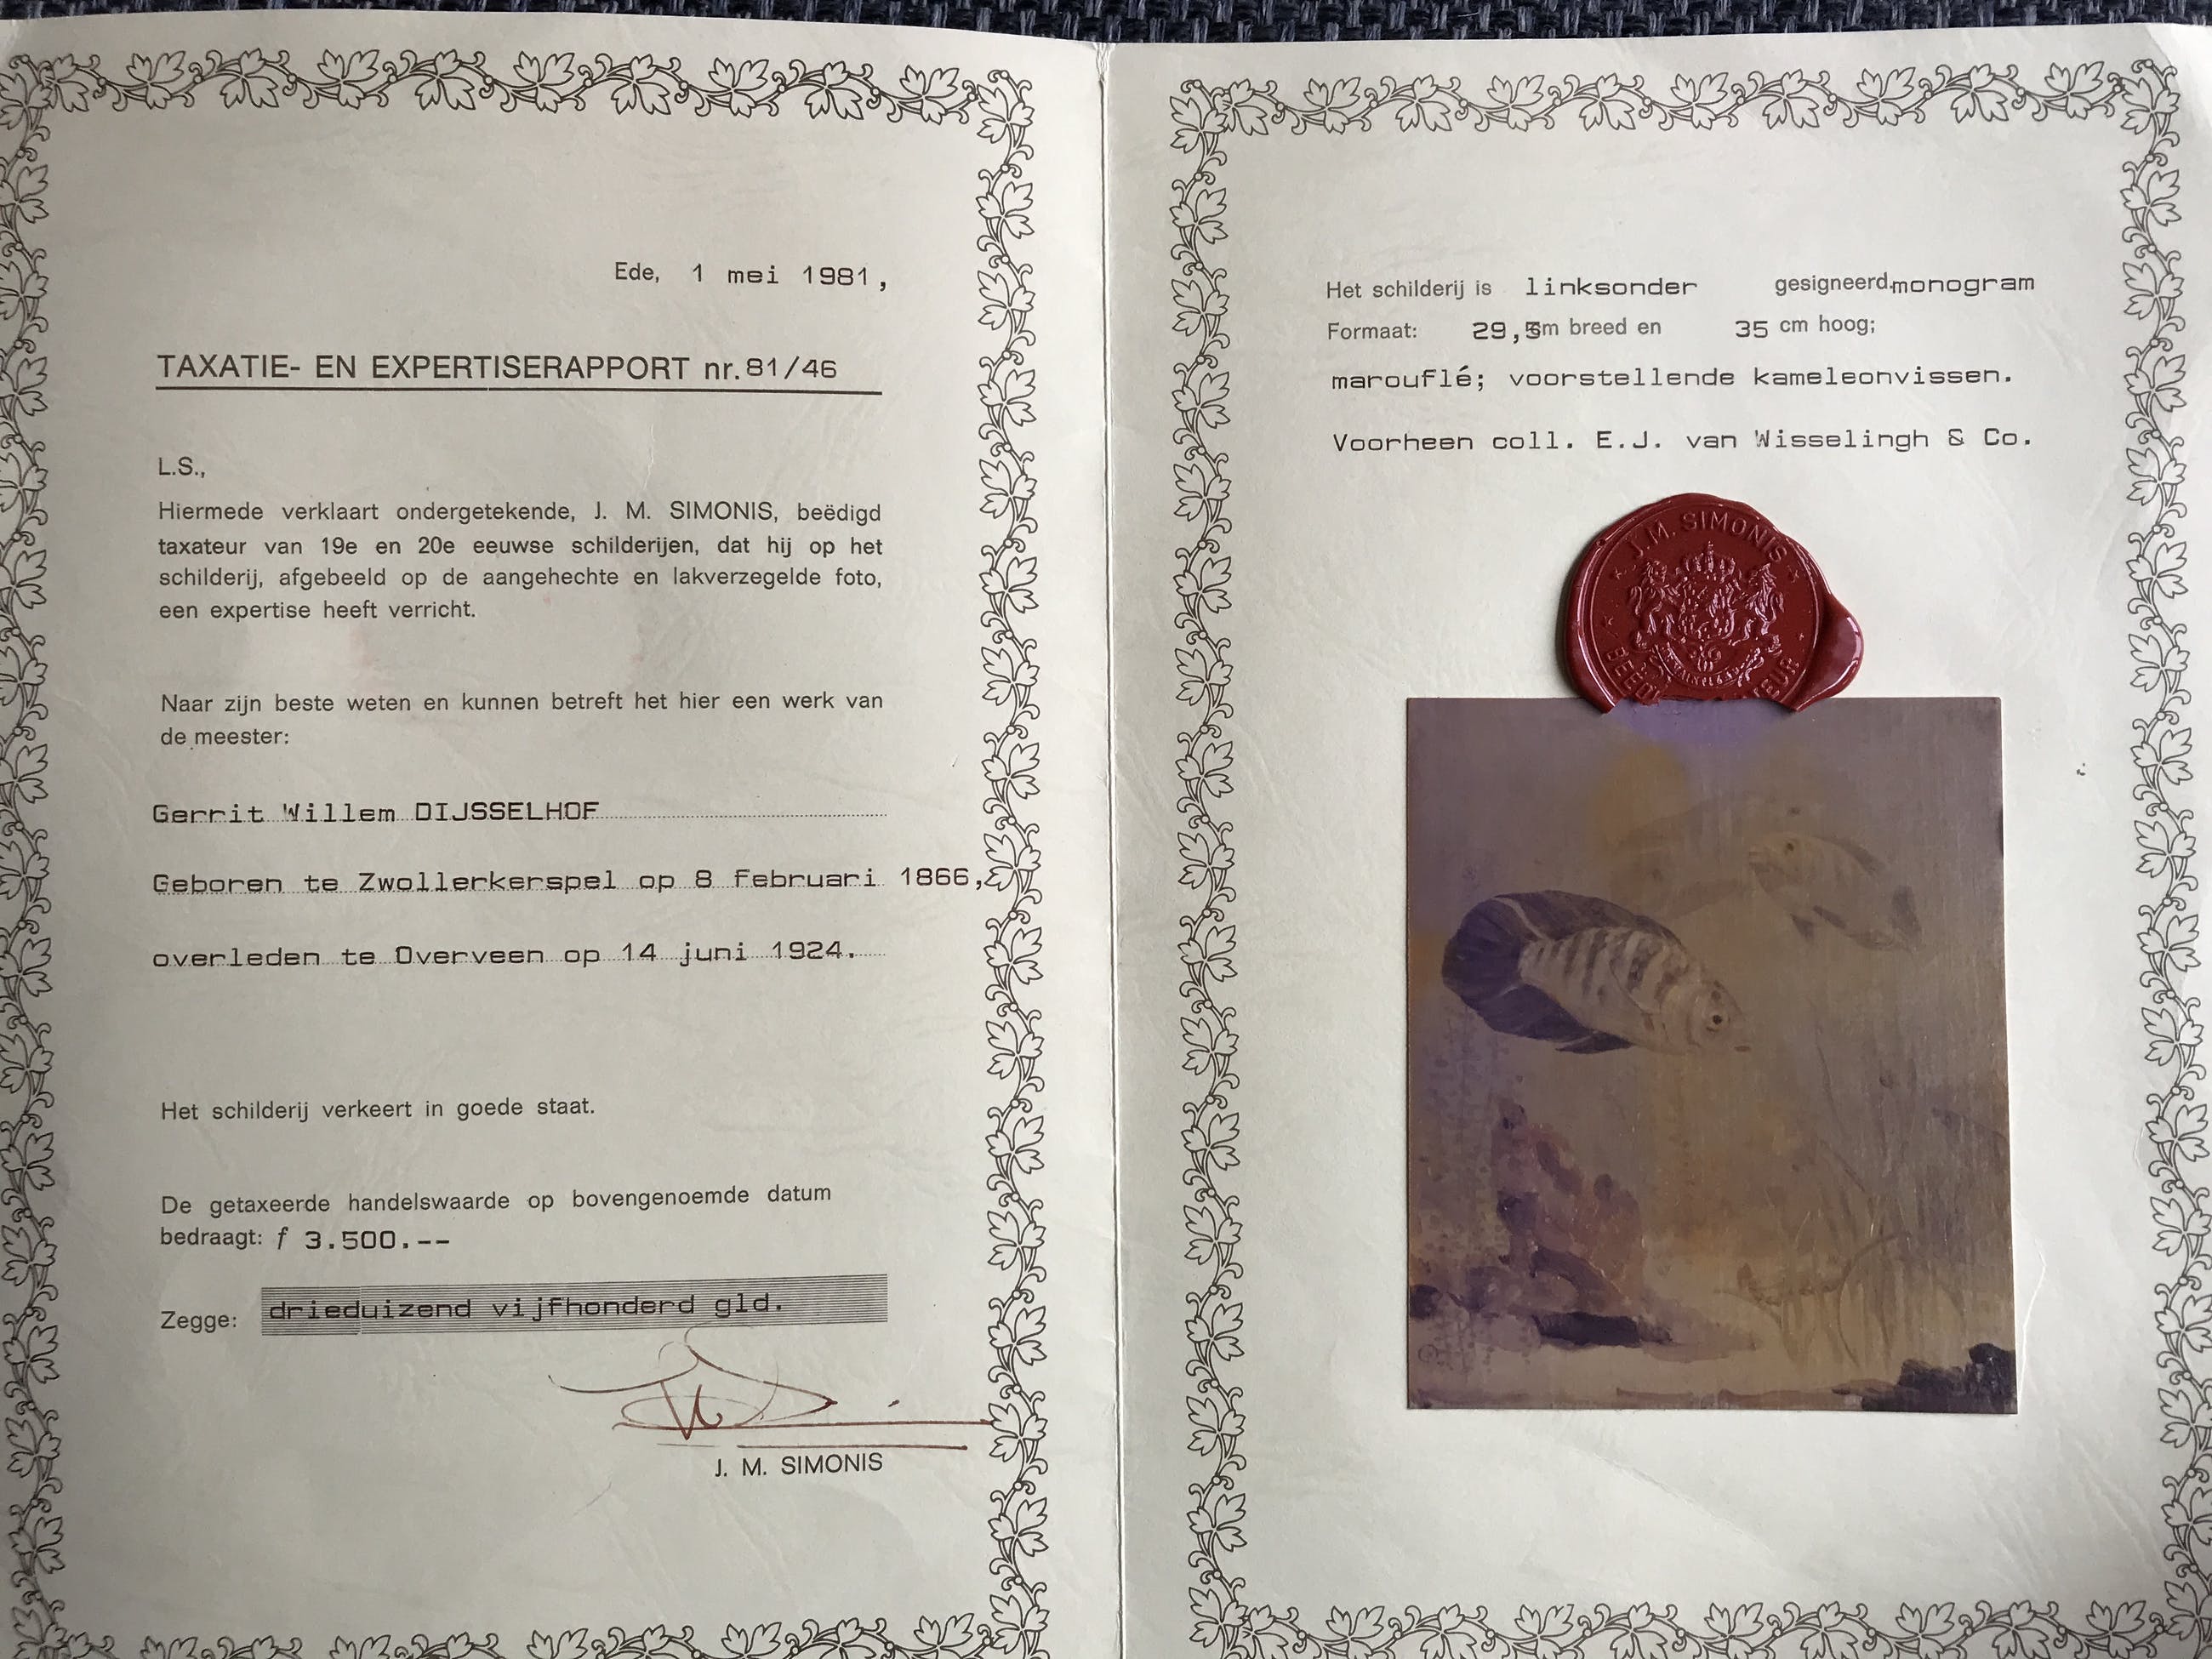 Ede, 1 mei 1981,
TAXATIE- EN EXPERTISERAPPORT nr. 81/46
L.S.,
Hiermede verklaart ondergetekende, J. M. SIMONIS, beëdigd
taxateur van 19e en 20e eeuwse schilderijen, dat hij op het
schilderij, afgebeeld op de aangehechte en lakverzegelde foto,
een expertise heeft verricht.
Naar zijn beste weten en kunnen betreft het hier een werk van
de meester:
Gerrit Willem DIJSSELHOF
Geboren te Zwollerkerspel op 8 februari 1866,
overleden te Overveen op 14 juni 1924.
Het schilderij verkeert in goede staat.
De getaxeerde handelswaarde op bovengenoemde datum
bedraagt: f 3.500.--
Zegge: drieduizend vijfhonderd gld.
J. M. SIMONIS
Het schilderij is linksonder gesigneerd, monogram
Formaat: 29,5 cm breed en 35 cm hoog;
marouflé; voorstellende kameleonvissen.
Voorheen coll. E.J. van Wisselingh & Co.
J.M. SIMONIS